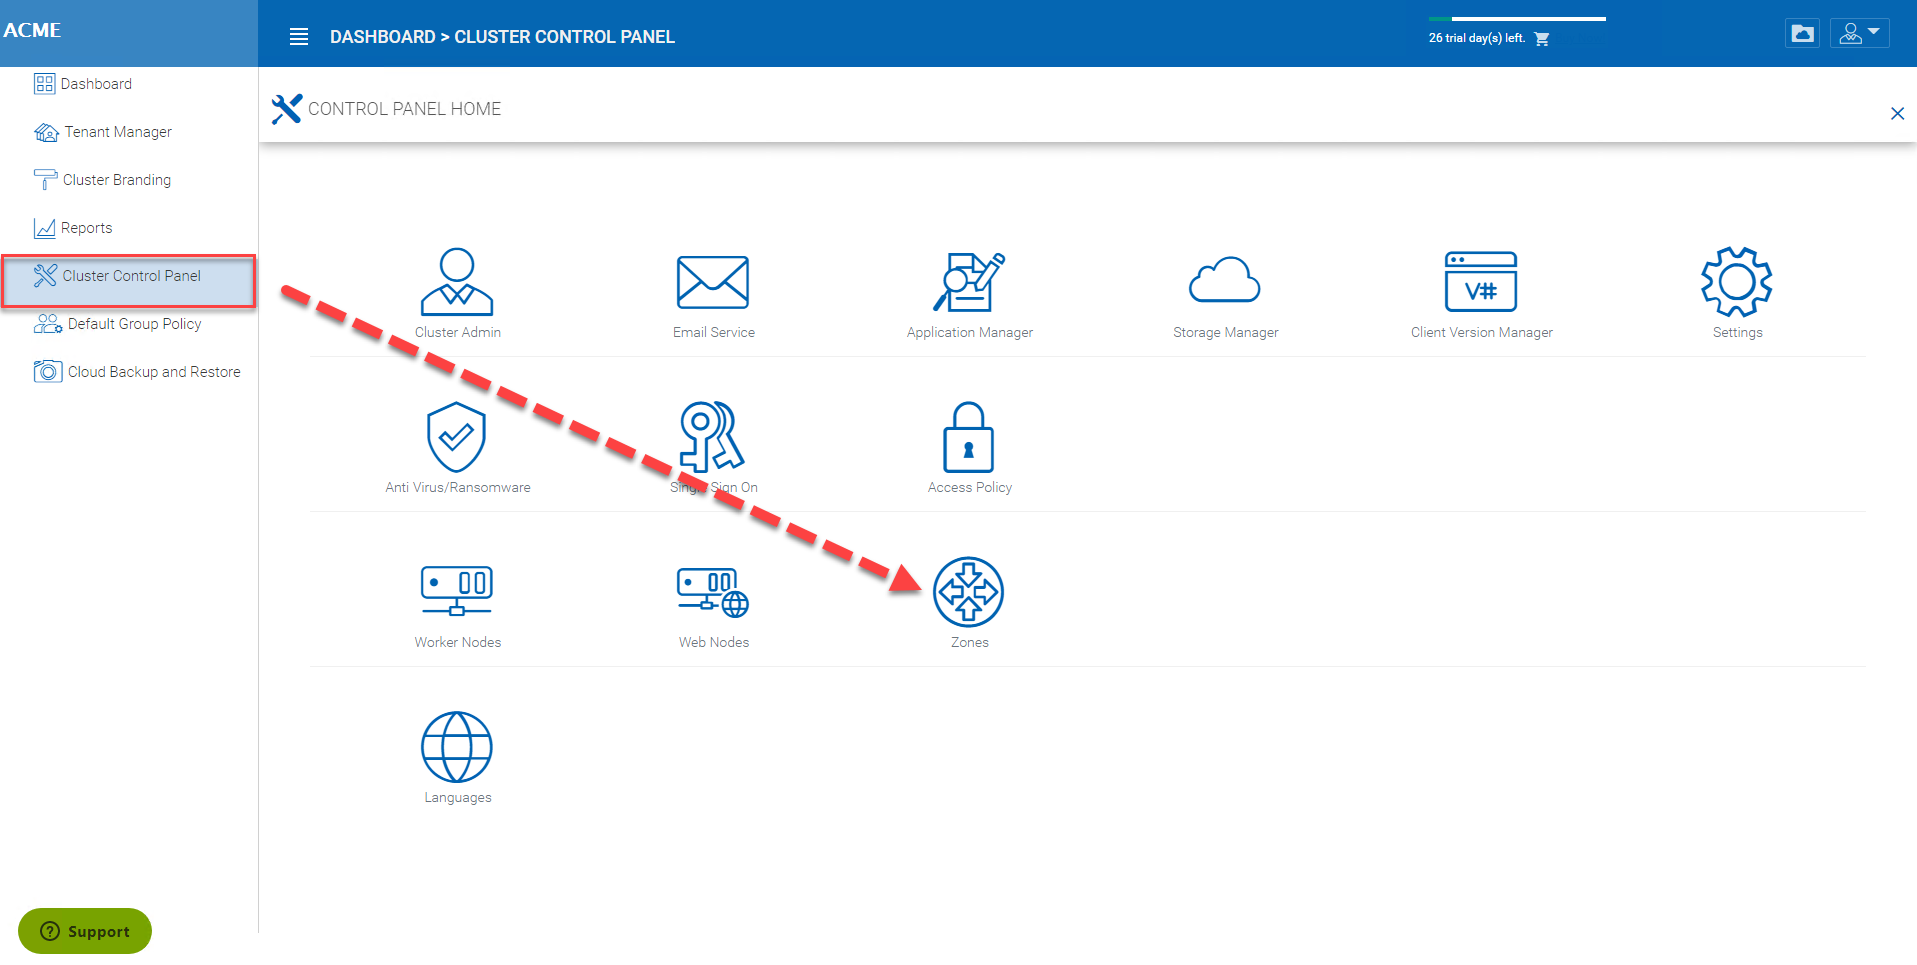 ACME
DASHBOARD > CLUSTER CONTROL PANEL
26 trial day(s) left.
Dashboard
Tenant Manager
Cluster Branding
Reports
Cluster Control Panel
Default Group Policy
Cloud Backup and Restore
CONTROL PANEL HOME
Cluster Admin
Email Service
Application Manager
Storage Manager
V#
Client Version Manager
Settings
Anti Virus/Ransomware
Single Sign On
Access Policy
Worker Nodes
Web Nodes
Zones
Languages
? Support